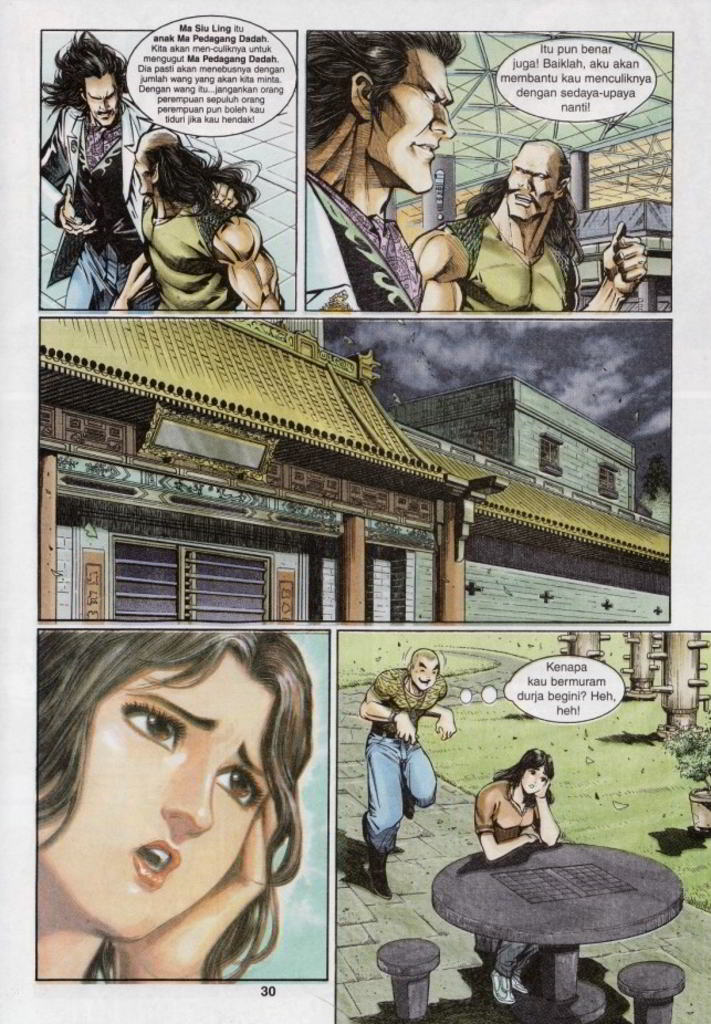 Ma Siu Ling itu
anak Ma Pedagang Dadah.
Kita akan men-culiknya untuk
mengugut Ma Pedagang Dadah.
Dia pasti akan menebusnya dengan
jumlah wang yang akan kita minta.
Dengan wang itu...jangankan orang
perempuan sepuluh orang
perempuan pun boleh kau
tiduri jika kau hendak!
Itu pun benar
juga! Baiklah, aku akan
membantu kau menculiknya
dengan sedaya-upaya
nanti!
Kenapa
kau bermuram
durja begini? Heh,
heh!
30